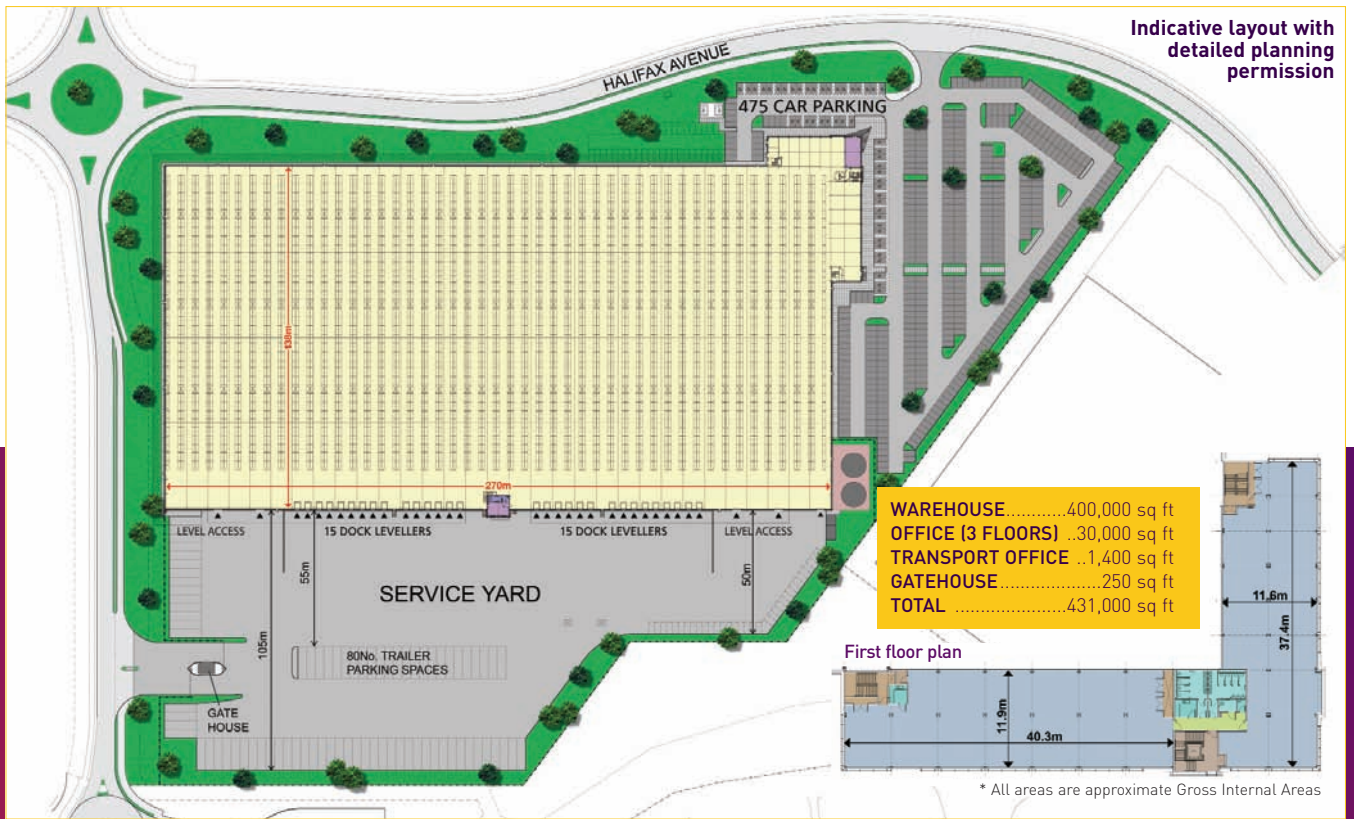 Indicative layout with
detailed planning
permission
HALIFAX AVENUE
475 CAR PARKING
138m
270m
LEVEL ACCESS
15 DOCK LEVELLERS
15 DOCK LEVELLERS
LEVEL ACCESS
55m
50m
SERVICE YARD
105m
80No. TRAILER
PARKING SPACES
GATE
HOUSE
WAREHOUSE............400,000 sq ft
OFFICE (3 FLOORS) ..30,000 sq ft
TRANSPORT OFFICE ..1,400 sq ft
GATEHOUSE...................250 sq ft
TOTAL .....................431,000 sq ft
First floor plan
11.6m
37.4m
11.9m
40.3m
* All areas are approximate Gross Internal Areas